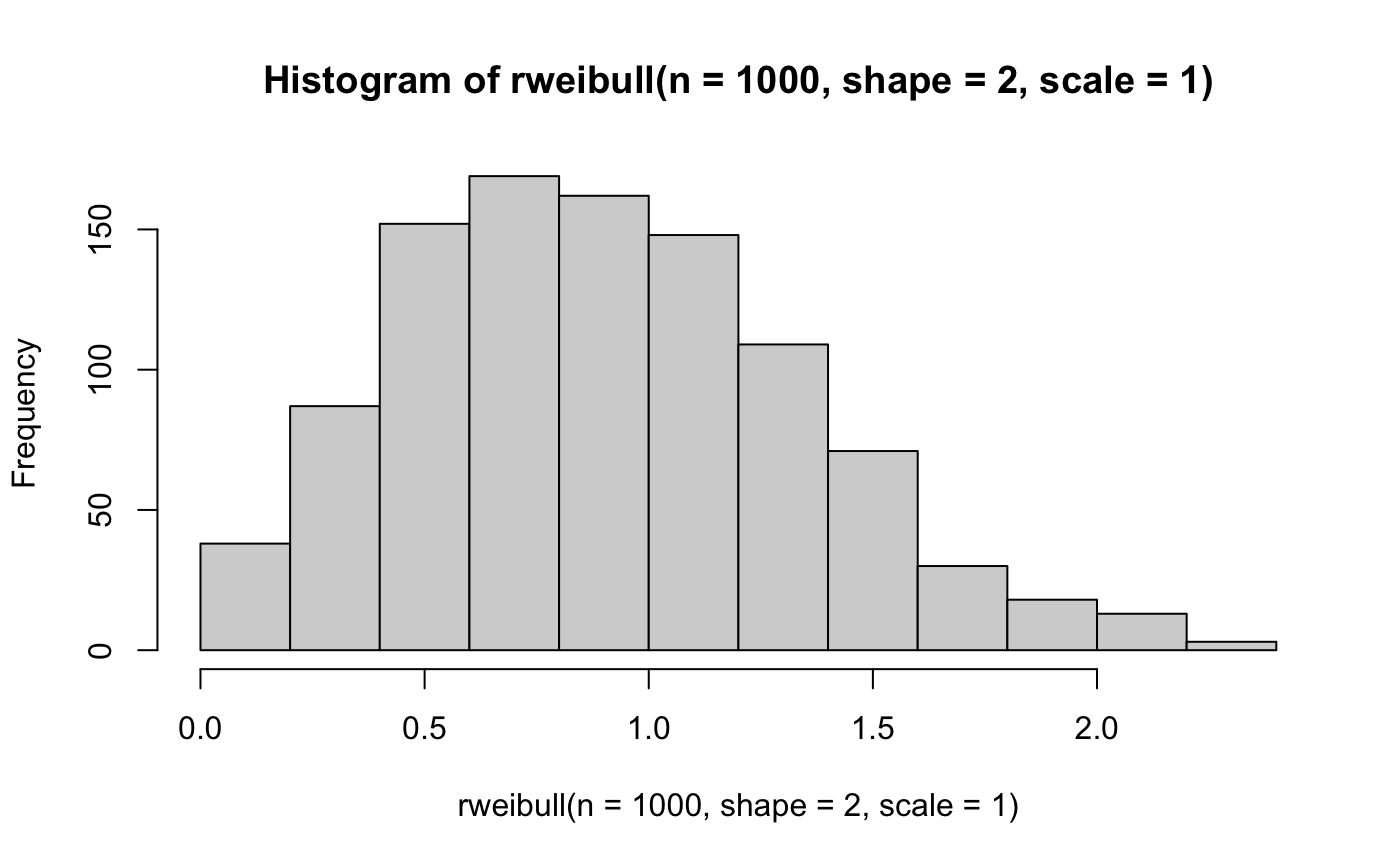 Histogram of rweibull(n = 1000, shape = 2, scale = 1)
Frequency
150
100
50
0
0.0 0.5 1.0 1.5 2.0
rweibull(n = 1000, shape = 2, scale = 1)